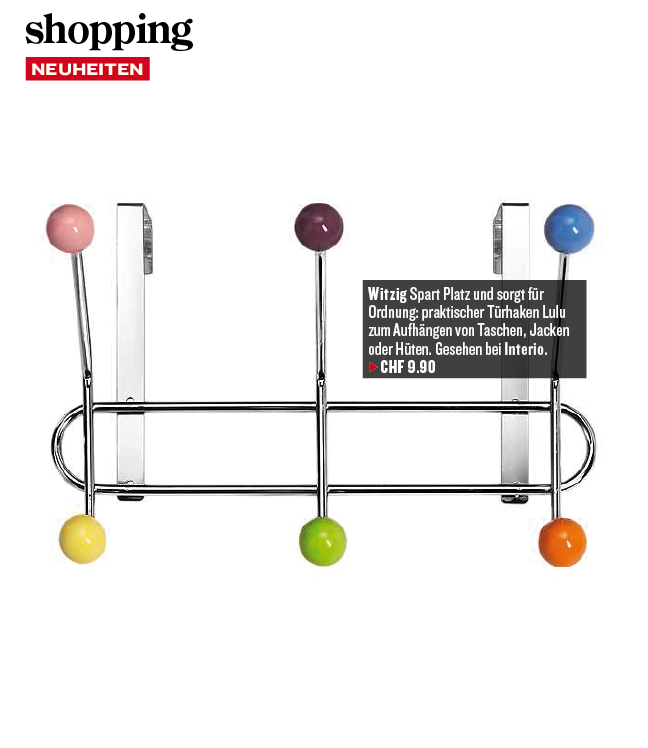 shopping
NEUHEITEN
Witzig Spart Platz und sorgt für
Ordnung: praktischer Türhaken Lulu
zum Aufhängen von Taschen, Jacken
oder Hüten. Gesehen bei Interio.
CHF 9.90